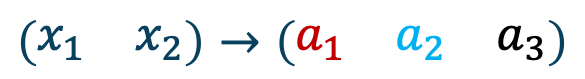 (x₁ x₂) → (a₁ a₂ a₃)